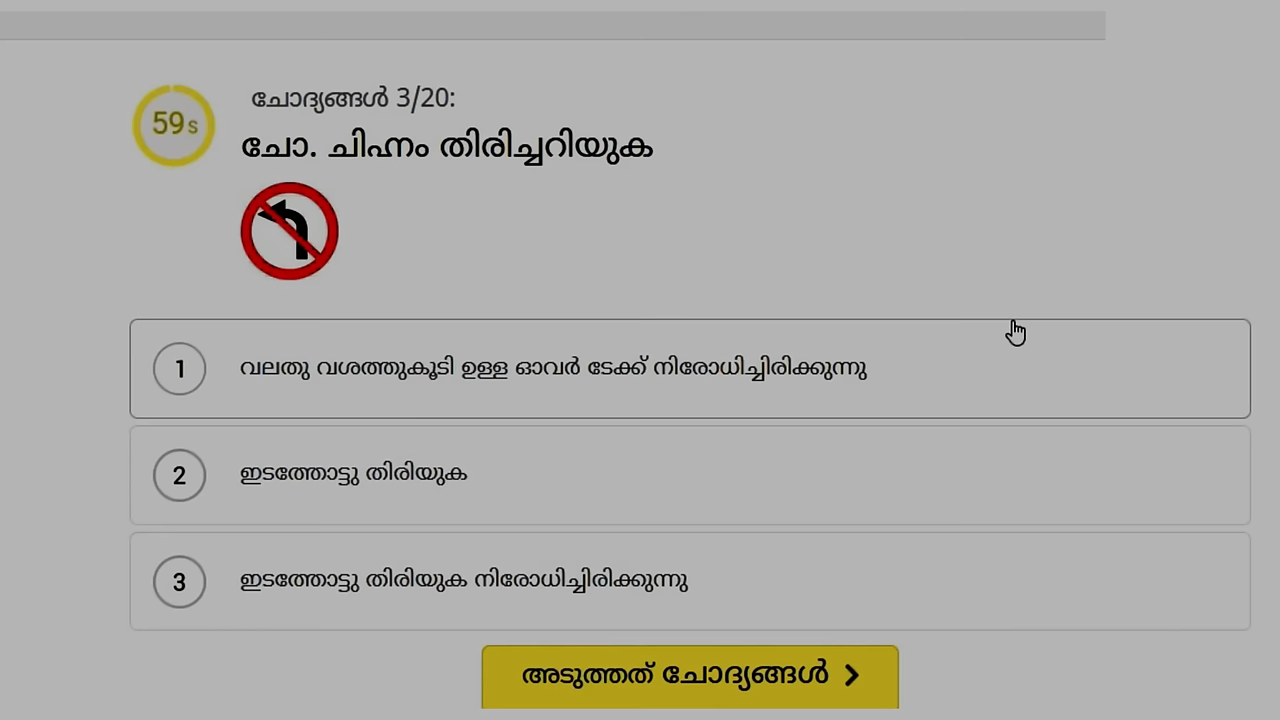 59s
ചോദ്യങ്ങൾ 3/20:
ചോ. ചിഹ്നം തിരിച്ചറിയുക
1 വലതു വശത്തുകൂടി ഉള്ള ഓവർ ടേക്ക് നിരോധിച്ചിരിക്കുന്നു
2 ഇടത്തോട്ടു തിരിയുക
3 ഇടത്തോട്ടു തിരിയുക നിരോധിച്ചിരിക്കുന്നു
അടുത്തത് ചോദ്യങ്ങൾ